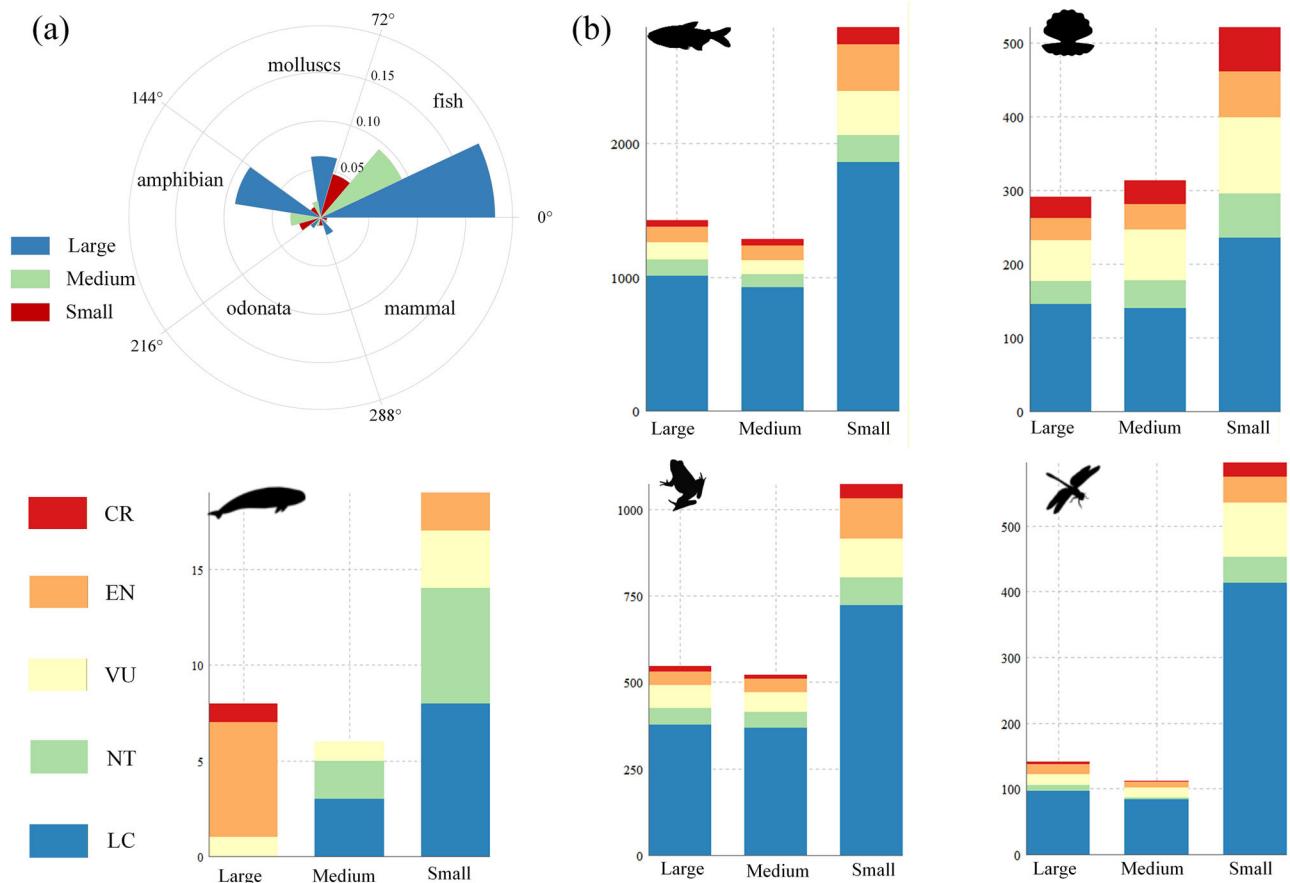 (a)
72°
molluscs
0.15
fish
144°
0.10
0.05
amphibian
0°
Large
Medium
Small
odonata
mammal
216°
288°
(b)
2000
1000
0
Large
Medium
Small
500
400
300
200
100
0
Large
Medium
Small
CR
EN
VU
NT
LC
15
10
5
0
Large
Medium
Small
1000
750
500
250
0
Large
Medium
Small
500
400
300
200
100
0
Large
Medium
Small